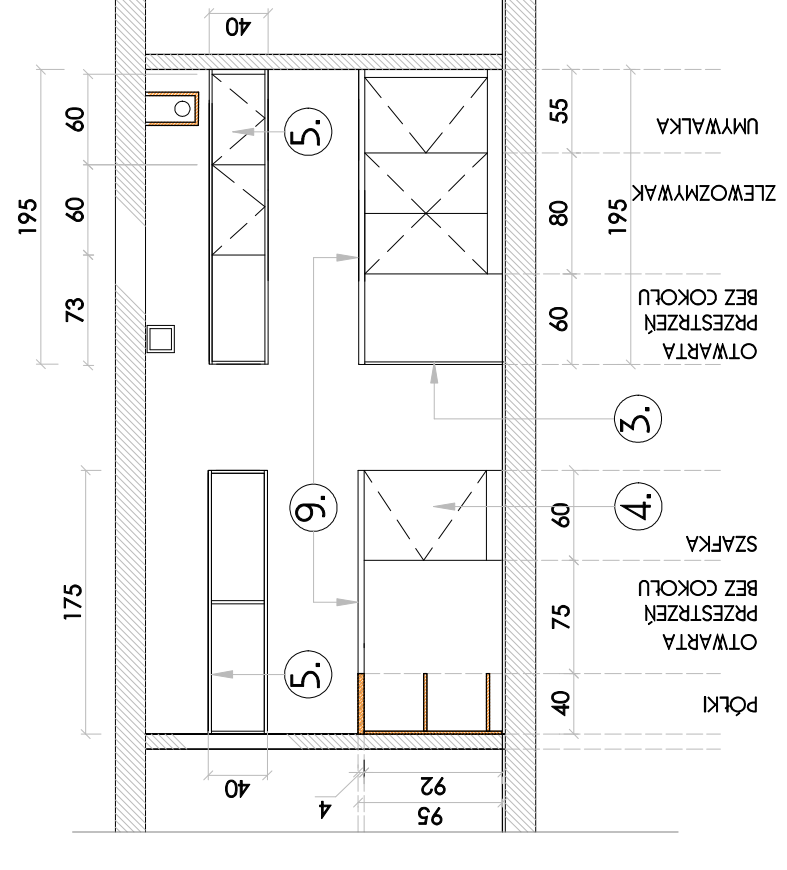 40
60
60
73
195
5.
55
80
60
195
UMYWALKA
ZLEWOZMYWAK
OTWARTA
PRZESTRZEŃ
BEZ COKOŁU
3.
9.
4.
175
5.
60
75
40
SZAFKA
OTWARTA
PRZESTRZEŃ
BEZ COKOŁU
PÓŁKI
40
4
92
95